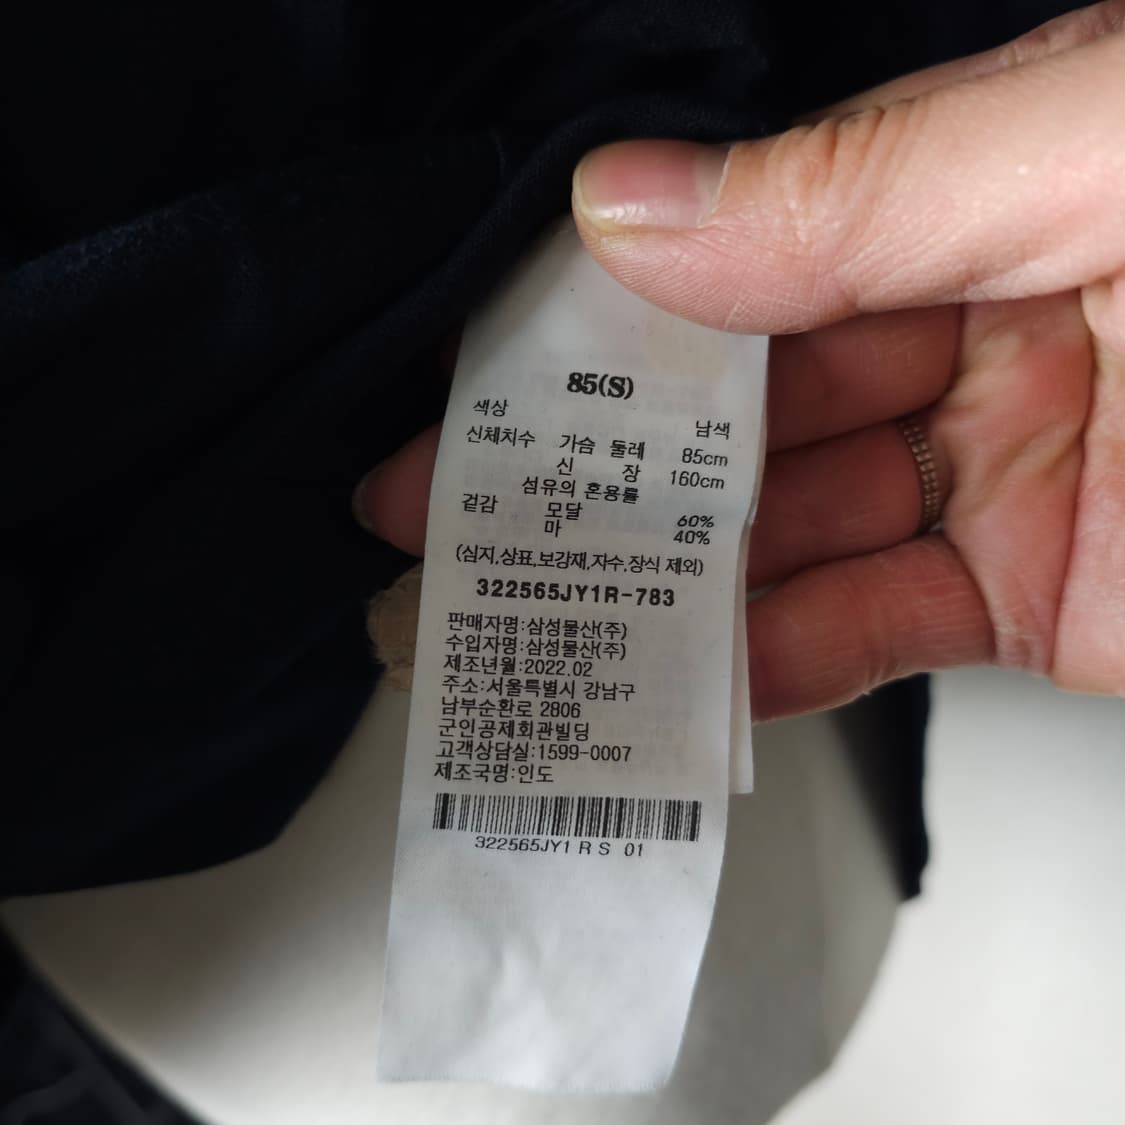 85(S)
색상 남색
신체치수 가슴 둘레 85cm
신 장 160cm
섬유의 혼용률
겉감 모달 60%
마 40%
(심지,상표,보강재,자수,장식 제외)
322565JY1R-783
판매자명:삼성물산(주)
수입자명:삼성물산(주)
제조년월:2022.02
주소:서울특별시 강남구
남부순환로 2806
군인공제회관빌딩
고객상담실:1599-0007
제조국명:인도
322565JY1 R S 01